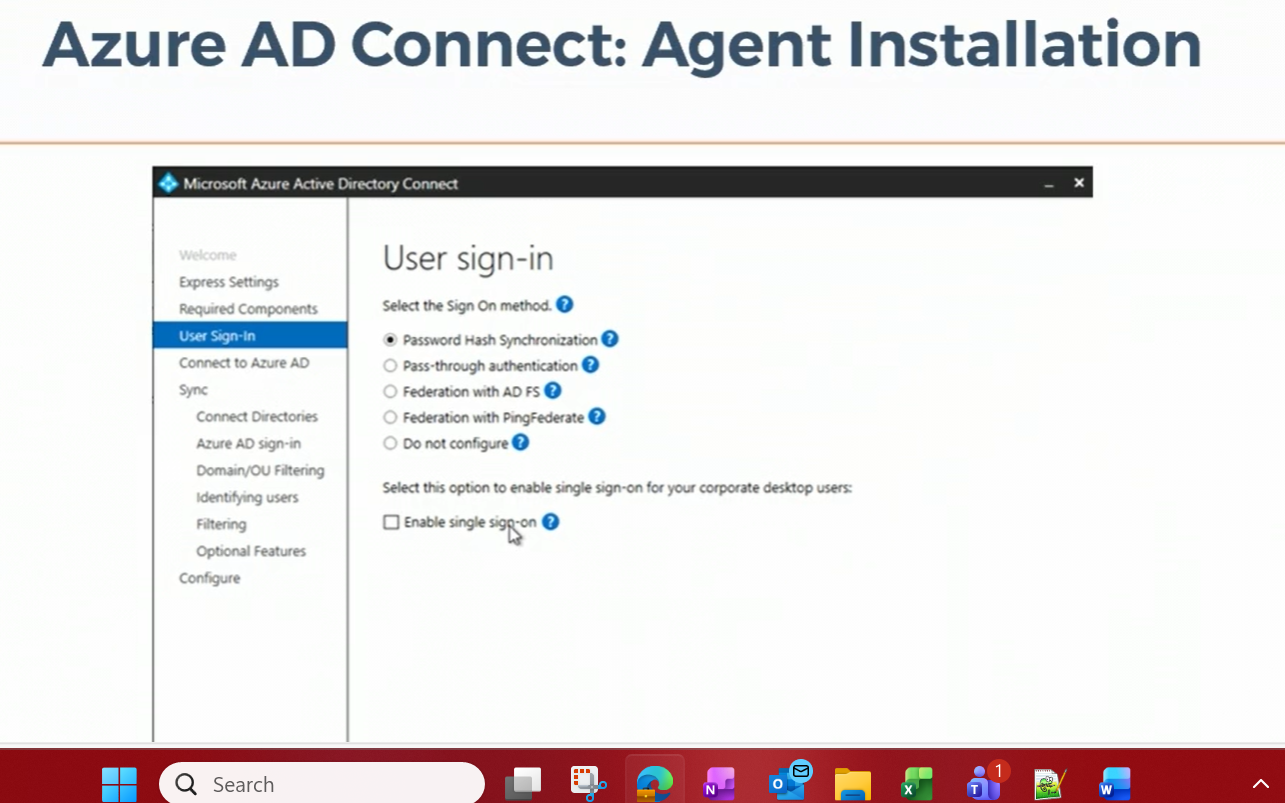 Azure AD Connect: Agent Installation
Microsoft Azure Active Directory Connect
Welcome
Express Settings
Required Components
User Sign-In
Connect to Azure AD
Sync
Connect Directories
Azure AD sign-in
Domain/OU Filtering
Identifying users
Filtering
Optional Features
Configure
User sign-in
Select the Sign On method. ?
Password Hash Synchronization ?
Pass-through authentication ?
Federation with AD FS ?
Federation with PingFederate ?
Do not configure ?
Select this option to enable single sign-on for your corporate desktop users:
Enable single sign-on ?
Search
N
O
X
T
1
W